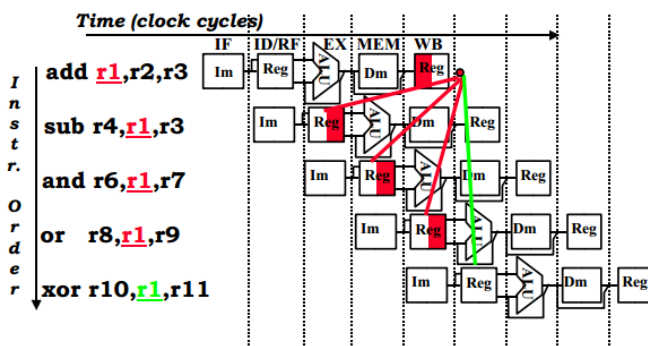 Time (clock cycles)
IF ID/RF EX MEM WB
Instr. Order
add r1,r2,r3
Im Reg ALU Dm Reg
sub r4,r1,r3
Im Reg ALU Dm Reg
and r6,r1,r7
Im Reg ALU Dm Reg
or r8,r1,r9
Im Reg ALU Dm Reg
xor r10,r1,r11
Im Reg ALU Dm Reg